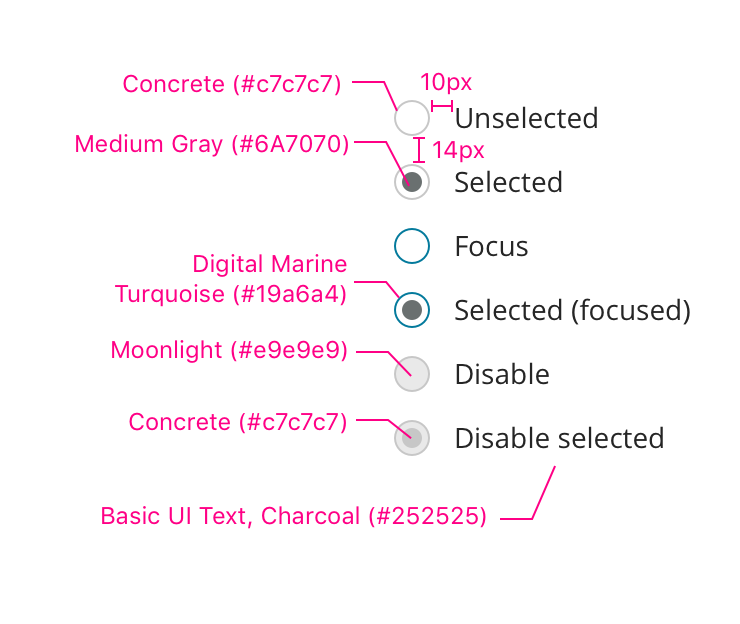 Concrete (#c7c7c7)
10px
Unselected
Medium Gray (#6A7070)
14px
Selected
Focus
Digital Marine
Turquoise (#19a6a4)
Selected (focused)
Moonlight (#e9e9e9)
Disable
Concrete (#c7c7c7)
Disable selected
Basic UI Text, Charcoal (#252525)